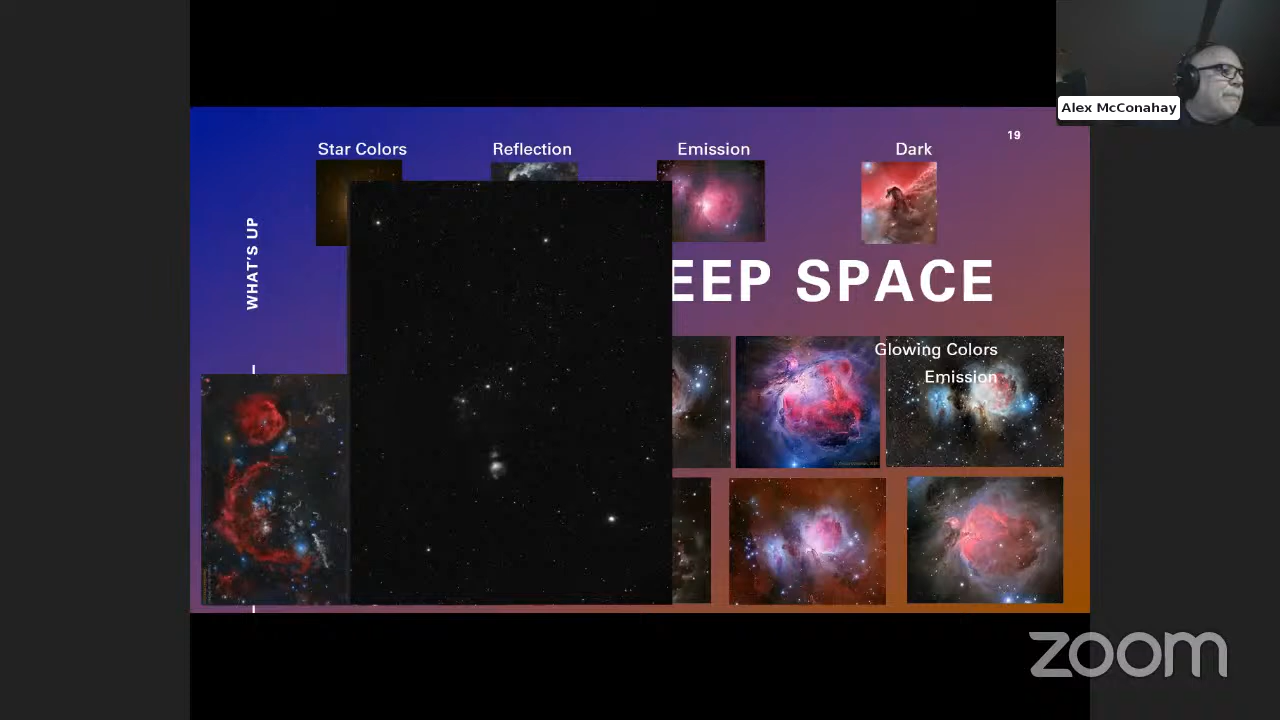 Alex McConahay
19
Star Colors
Reflection
Emission
Dark
WHAT'S UP
EEP SPACE
Glowing Colors
Emission
zoom